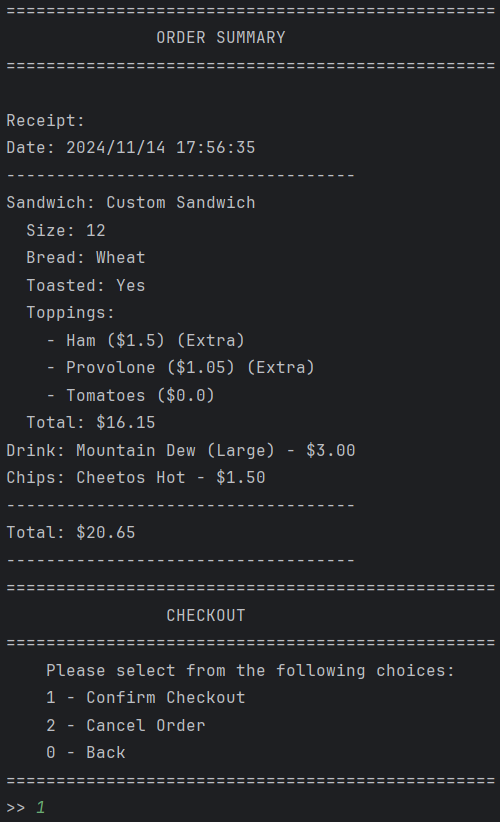 =================================================
ORDER SUMMARY
=================================================
Receipt:
Date: 2024/11/14 17:56:35
-----------------------------------
Sandwich: Custom Sandwich
Size: 12
Bread: Wheat
Toasted: Yes
Toppings:
- Ham ($1.5) (Extra)
- Provolone ($1.05) (Extra)
- Tomatoes ($0.0)
Total: $16.15
Drink: Mountain Dew (Large) - $3.00
Chips: Cheetos Hot - $1.50
-----------------------------------
Total: $20.65
-----------------------------------
=================================================
CHECKOUT
=================================================
Please select from the following choices:
1 - Confirm Checkout
2 - Cancel Order
0 - Back
=================================================
>> 1